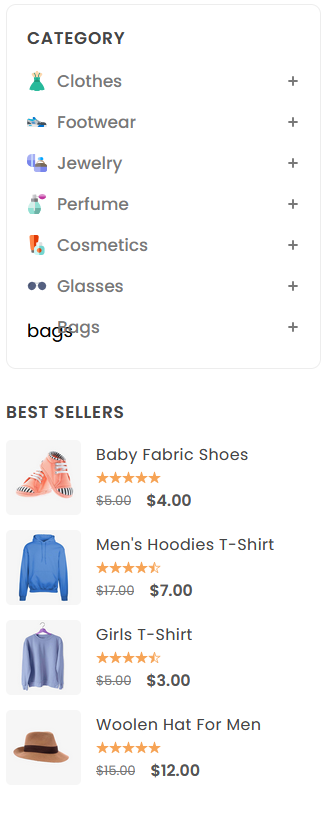 CATEGORY
Clothes +
Footwear +
Jewelry +
Perfume +
Cosmetics +
Glasses +
bags Bags +
BEST SELLERS
Baby Fabric Shoes
$5.00 $4.00
Men's Hoodies T-Shirt
$17.00 $7.00
Girls T-Shirt
$5.00 $3.00
Woolen Hat For Men
$15.00 $12.00